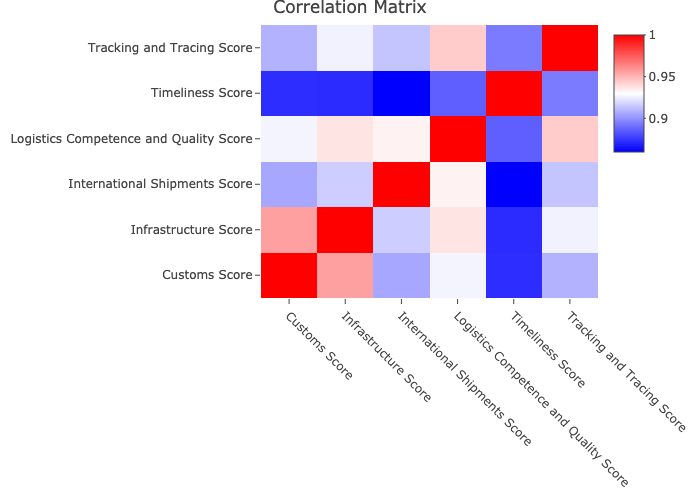 Correlation Matrix
Tracking and Tracing Score
Timeliness Score
Logistics Competence and Quality Score
International Shipments Score
Infrastructure Score
Customs Score
Customs Score
Infrastructure Score
International Shipments Score
Logistics Competence and Quality Score
Timeliness Score
Tracking and Tracing Score
1
0.95
0.9